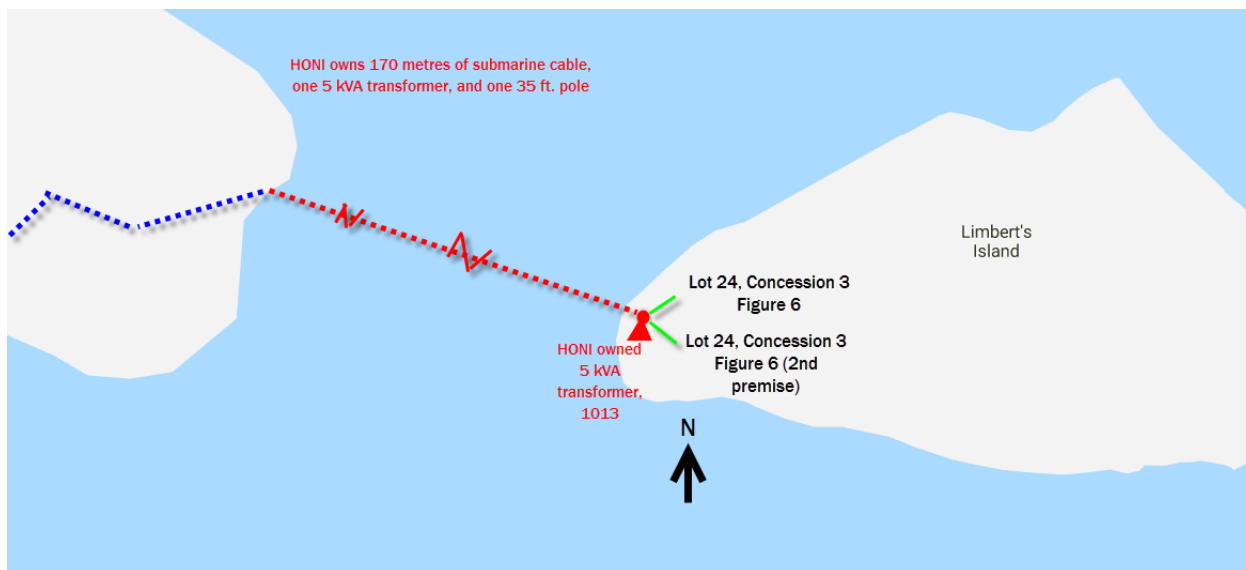 HONI owns 170 metres of submarine cable,
one 5 kVA transformer, and one 35 ft. pole
Limbert's
Island
Lot 24, Concession 3
Figure 6
Lot 24, Concession 3
Figure 6 (2nd
premise)
HONI owned
5 kVA
transformer,
1013
N